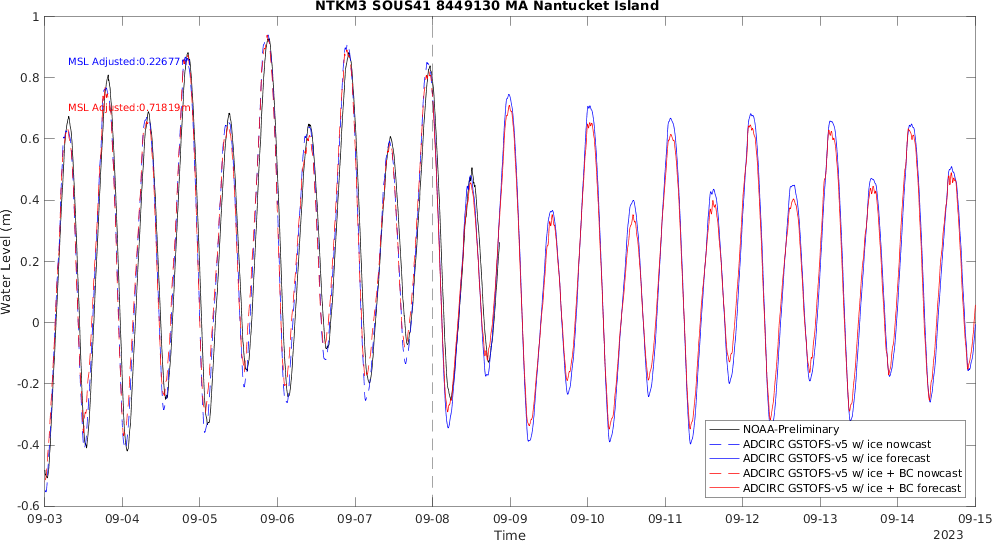 NTKM3 SOUS41 8449130 MA Nantucket Island
1
0.8
0.6
0.4
0.2
0
-0.2
-0.4
-0.6
Water Level (m)
MSL Adjusted:0.22677m
MSL Adjusted:0.71819m
NOAA-Preliminary
ADCIRC GSTOFS-v5 w/ ice nowcast
ADCIRC GSTOFS-v5 w/ ice forecast
ADCIRC GSTOFS-v5 w/ ice + BC nowcast
ADCIRC GSTOFS-v5 w/ ice + BC forecast
09-03 09-04 09-05 09-06 09-07 09-08 09-09 09-10 09-11 09-12 09-13 09-14 09-15
Time
2023